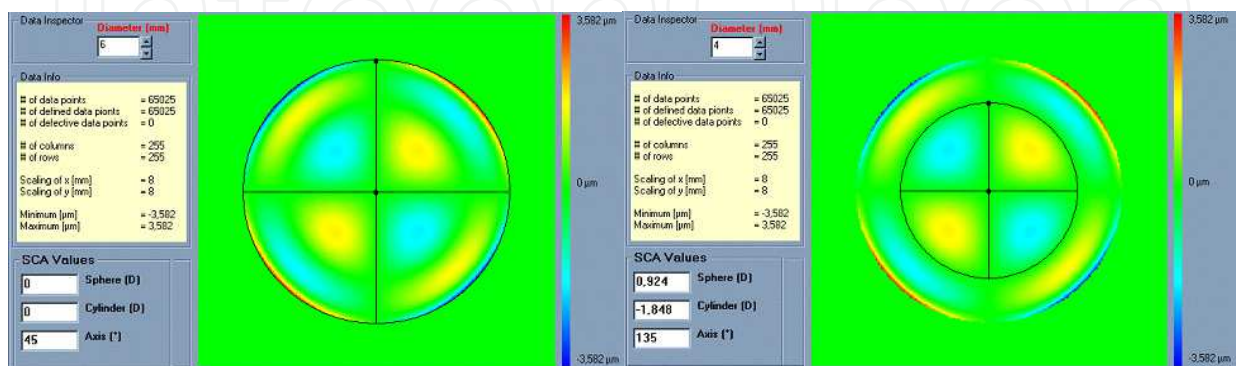 Data Inspector
Diameter (mm)
6
Data Info
# of data points = 65025
# of defined data pionts = 65025
# of defective data points = 0
# of columns = 255
# of rows = 255
Scaling of x [mm] = 8
Scaling of y [mm] = 8
Minimum [µm] = -3,582
Maximum [µm] = 3,582
SCA Values
0 Sphere (D)
0 Cylinder (D)
45 Axis (°)
3,582 µm
0 µm
-3,582 µm
Data Inspector
Diameter (mm)
4
Data Info
# of data points = 65025
# of defined data pionts = 65025
# of defective data points = 0
# of columns = 255
# of rows = 255
Scaling of x [mm] = 8
Scaling of y [mm] = 8
Minimum [µm] = -3,582
Maximum [µm] = 3,582
SCA Values
0,924 Sphere (D)
-1,848 Cylinder (D)
135 Axis (°)
3,582 µm
0 µm
-3,582 µm